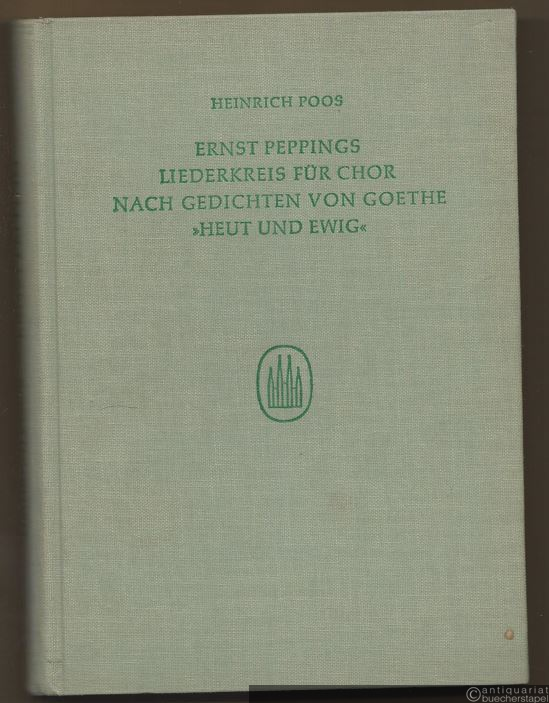 HEINRICH POOS
ERNST PEPPINGS
LIEDERKREIS FÜR CHOR
NACH GEDICHTEN VON GOETHE
»HEUT UND EWIG«
©antiquariat
buecherstapel